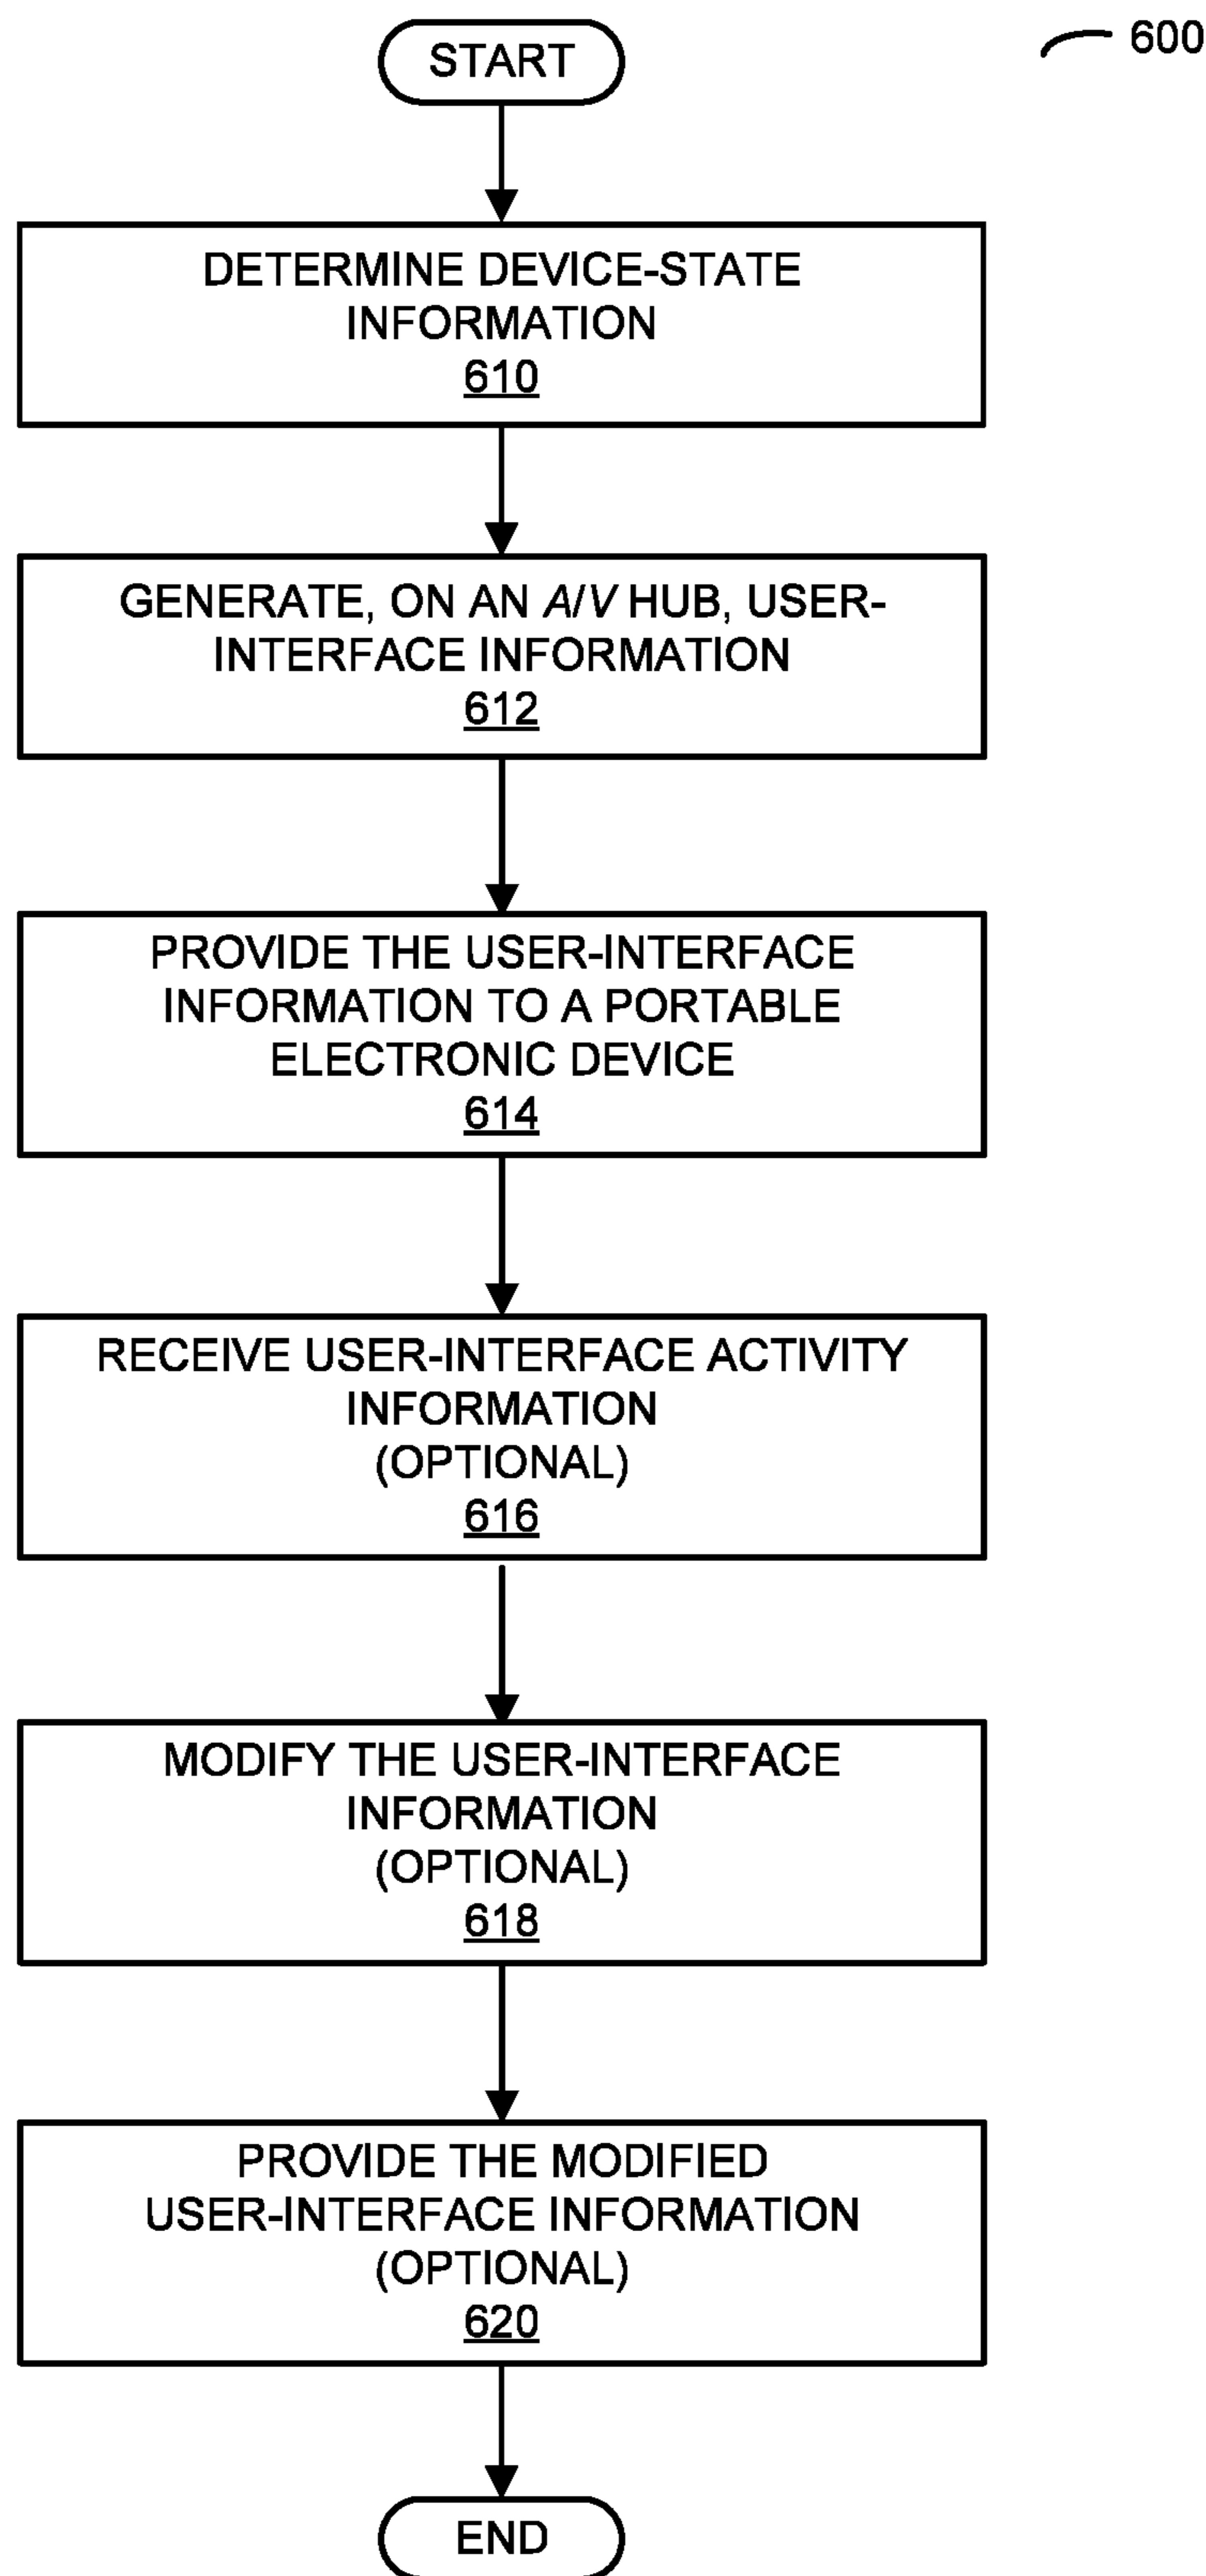 START
600
DETERMINE DEVICE-STATE
INFORMATION
610
GENERATE, ON AN A/V HUB, USER-
INTERFACE INFORMATION
612
PROVIDE THE USER-INTERFACE
INFORMATION TO A PORTABLE
ELECTRONIC DEVICE
614
RECEIVE USER-INTERFACE ACTIVITY
INFORMATION
(OPTIONAL)
616
MODIFY THE USER-INTERFACE
INFORMATION
(OPTIONAL)
618
PROVIDE THE MODIFIED
USER-INTERFACE INFORMATION
(OPTIONAL)
620
END